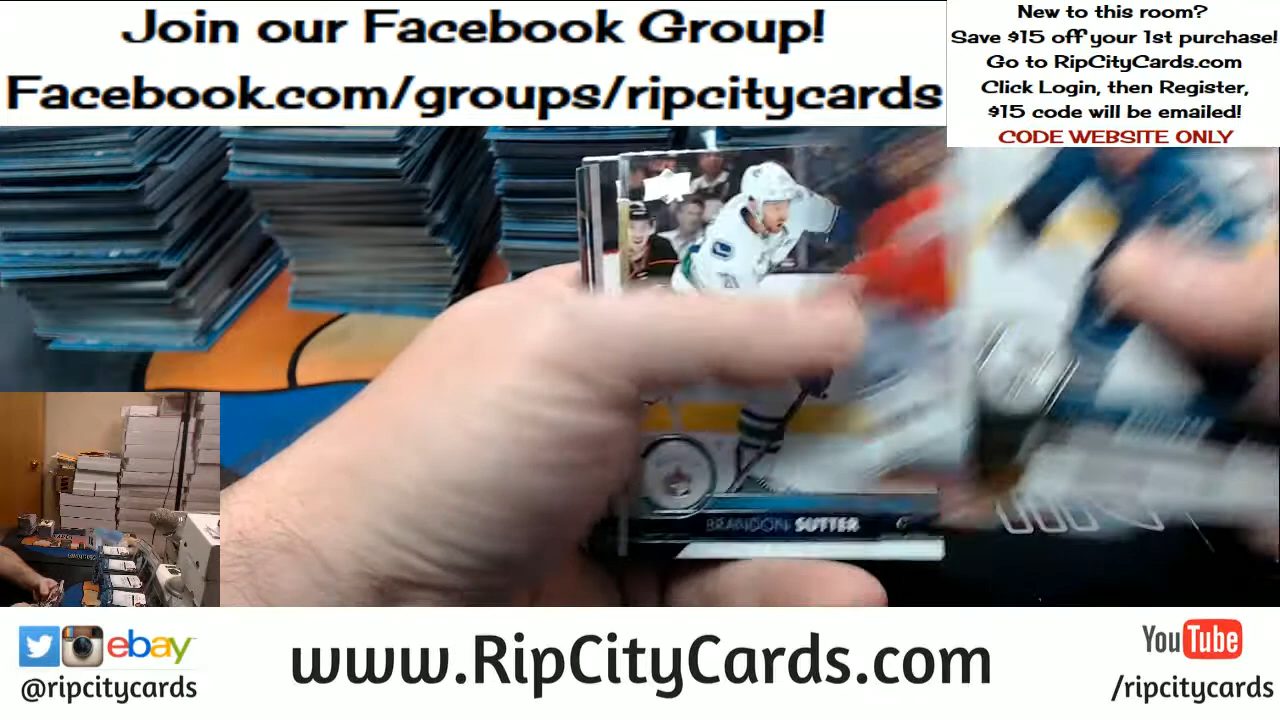 Join our Facebook Group!
Facebook.com/groups/ripcitycards
New to this room?
Save $15 off your 1st purchase!
Go to RipCityCards.com
Click Login, then Register,
$15 code will be emailed!
CODE WEBSITE ONLY
BRANDON SUTTER
ebay
@ripcitycards
www.RipCityCards.com
YouTube
/ripcitycards